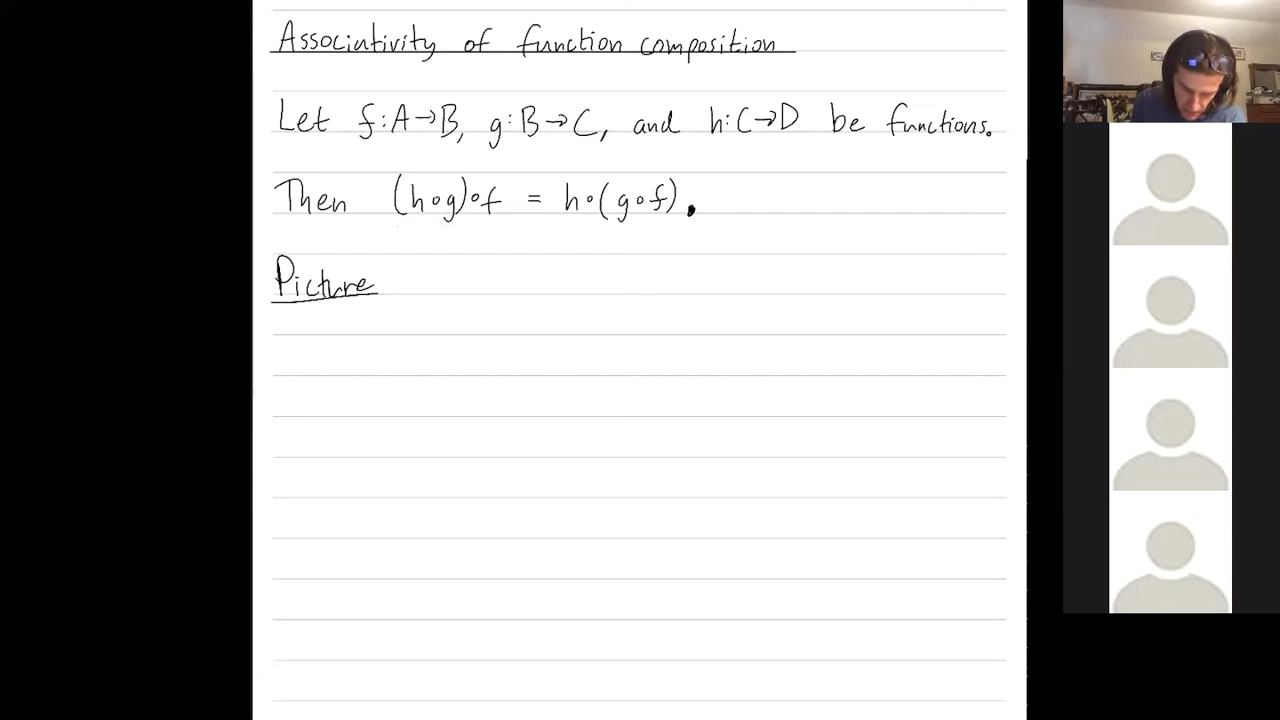 Associativity of function composition
Let f:A→B, g:B→C, and h:C→D be functions.
Then (h∘g)∘f = h∘(g∘f).
Picture